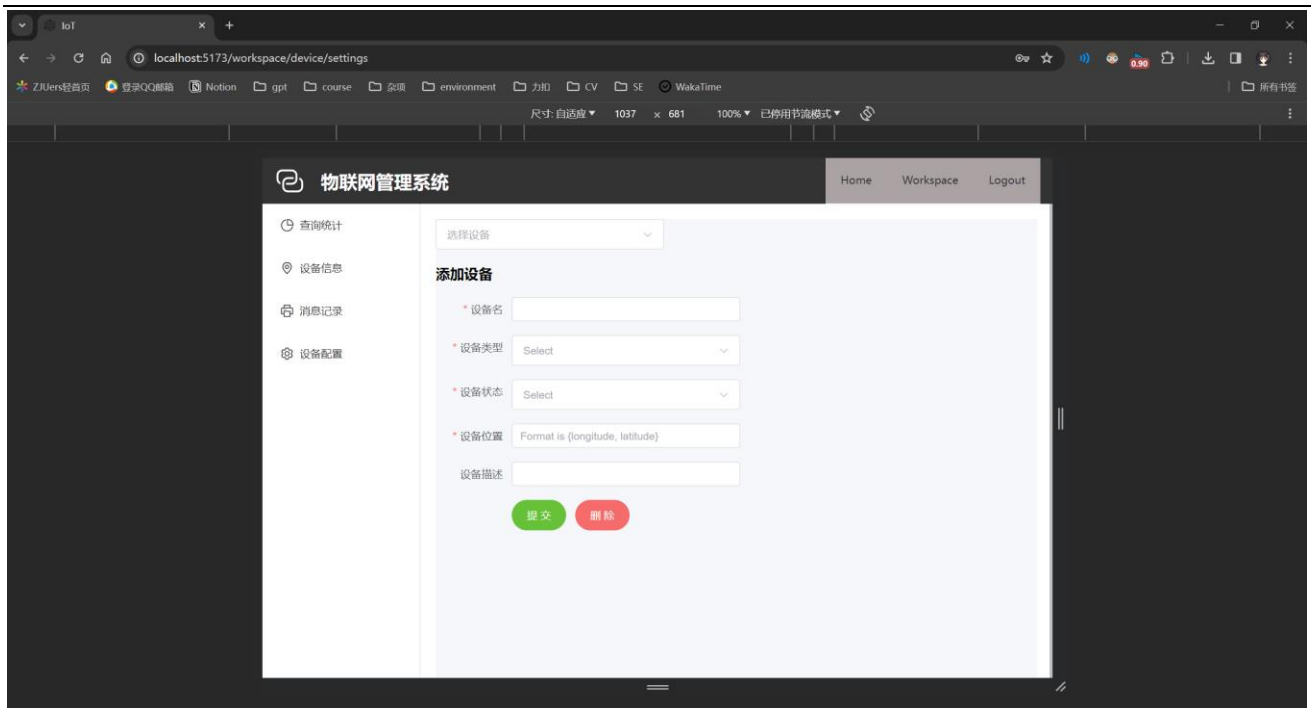 IoT
localhost:5173/workspace/device/settings
0.90
ZJUers轻首页 登录QQ邮箱 Notion gpt course 杂项 environment 力扣 CV SE WakaTime 所有书签
尺寸: 自适应 1037 × 681 100% 已停用节流模式
物联网管理系统 Home Workspace Logout
查询统计
设备信息
消息记录
设备配置
选择设备
添加设备
* 设备名
* 设备类型 Select
* 设备状态 Select
* 设备位置 Format is {longitude, latitude}
设备描述
提交 删除